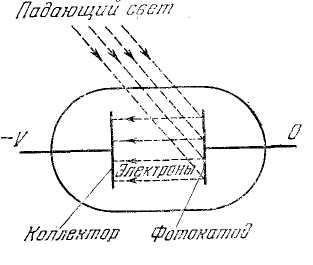 Падающий свет
−V
0
Электроны
Коллектор
Фотокатод